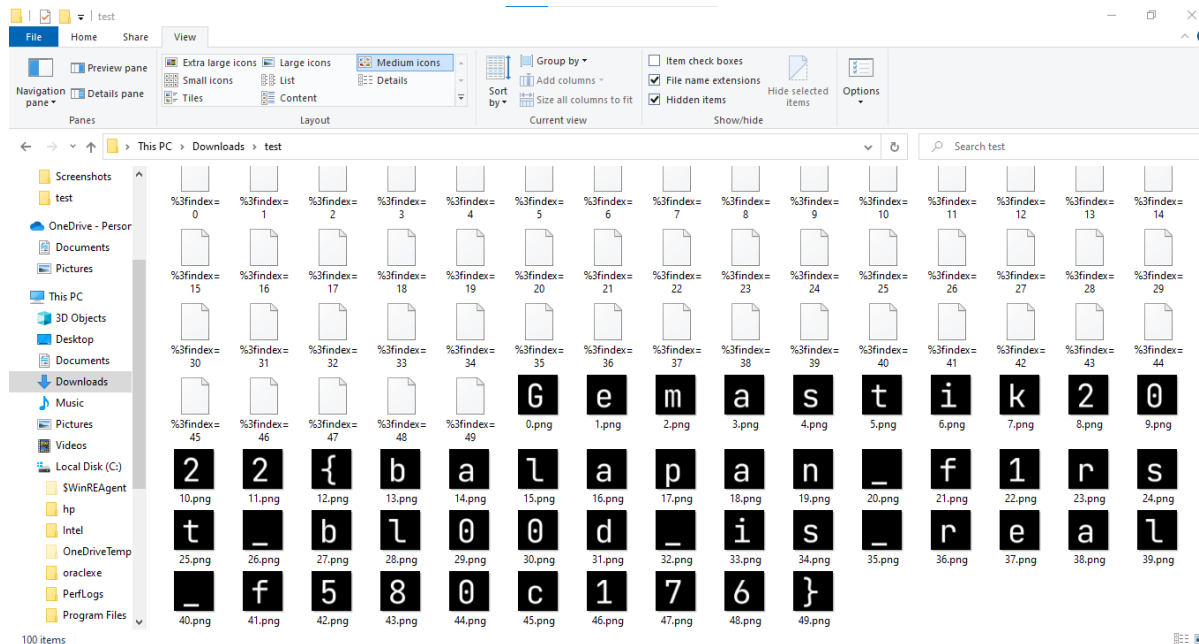 test
File Home Share View
Preview pane
Details pane
Navigation pane
Panes
Extra large icons Large icons Medium icons
Small icons List Details
Tiles Content
Layout
Sort by
Group by
Add columns
Size all columns to fit
Current view
Item check boxes
File name extensions
Hidden items
Hide selected items
Show/hide
Options
This PC > Downloads > test
Search test
Screenshots
test
OneDrive - Person
Documents
Pictures
This PC
3D Objects
Desktop
Documents
Downloads
Music
Pictures
Videos
Local Disk (C:)
$WinREAgent
hp
Intel
OneDriveTemp
oraclexe
PerfLogs
Program Files
%3findex= %3findex= %3findex= %3findex= %3findex= %3findex= %3findex= %3findex= %3findex= %3findex= %3findex= %3findex= %3findex= %3findex= %3findex=
0 1 2 3 4 5 6 7 8 9 10 11 12 13 14
%3findex= %3findex= %3findex= %3findex= %3findex= %3findex= %3findex= %3findex= %3findex= %3findex= %3findex= %3findex= %3findex= %3findex= %3findex=
15 16 17 18 19 20 21 22 23 24 25 26 27 28 29
%3findex= %3findex= %3findex= %3findex= %3findex= %3findex= %3findex= %3findex= %3findex= %3findex= %3findex= %3findex= %3findex= %3findex= %3findex=
30 31 32 33 34 35 36 37 38 39 40 41 42 43 44
G e m a s t i k 2 0
%3findex= %3findex= %3findex= %3findex= %3findex= 0.png 1.png 2.png 3.png 4.png 5.png 6.png 7.png 8.png 9.png
45 46 47 48 49
2 2 { b a l a p a n _ f 1 r s
10.png 11.png 12.png 13.png 14.png 15.png 16.png 17.png 18.png 19.png 20.png 21.png 22.png 23.png 24.png
t _ b l 0 0 d _ i s _ r e a l
25.png 26.png 27.png 28.png 29.png 30.png 31.png 32.png 33.png 34.png 35.png 36.png 37.png 38.png 39.png
_ f 5 8 0 c 1 7 6 }
40.png 41.png 42.png 43.png 44.png 45.png 46.png 47.png 48.png 49.png
100 items